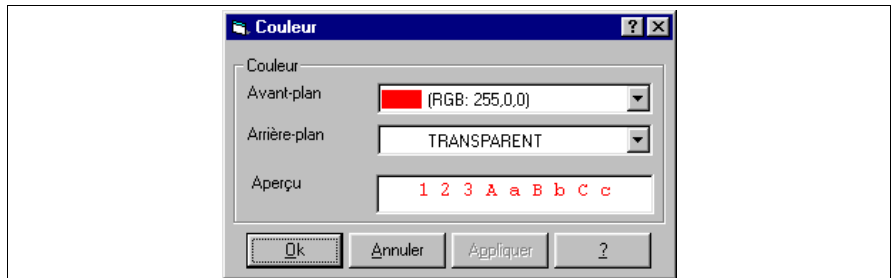 Couleur ?
Couleur
Avant-plan (RGB: 255,0,0)
Arrière-plan TRANSPARENT
Aperçu 1 2 3 A a B b C c
Ok Annuler Appliquer ?